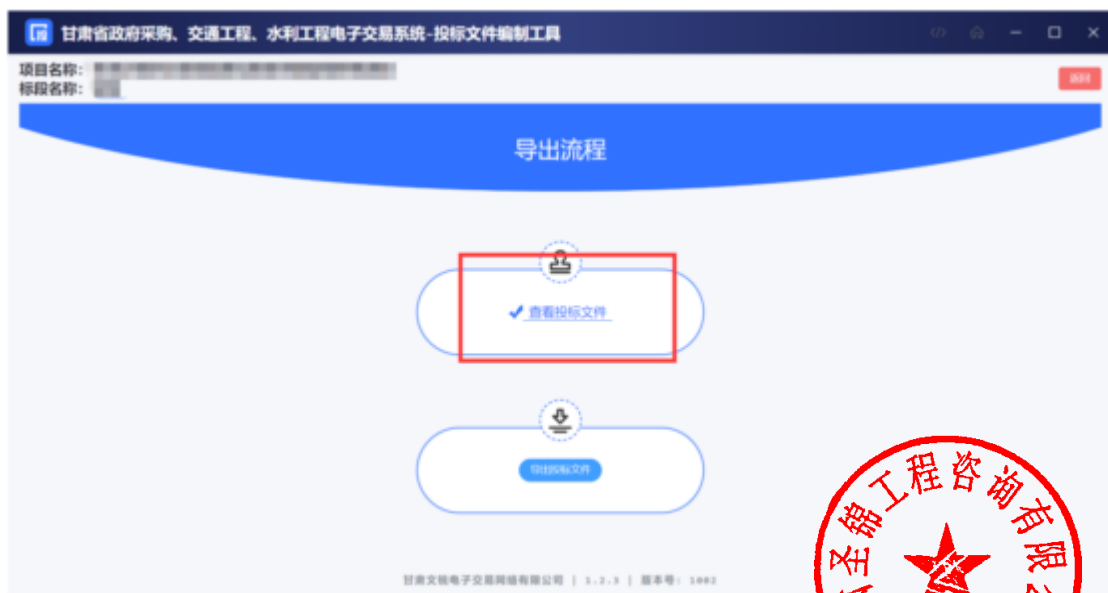 甘肃省政府采购、交通工程、水利工程电子交易系统-投标文件编制工具
项目名称:
标段名称:
返回
导出流程
查看投标文件
导出投标文件
圣锦工程咨询有限
甘肃文锐电子交易网络有限公司 | 1.2.3 | 版本号: 1002